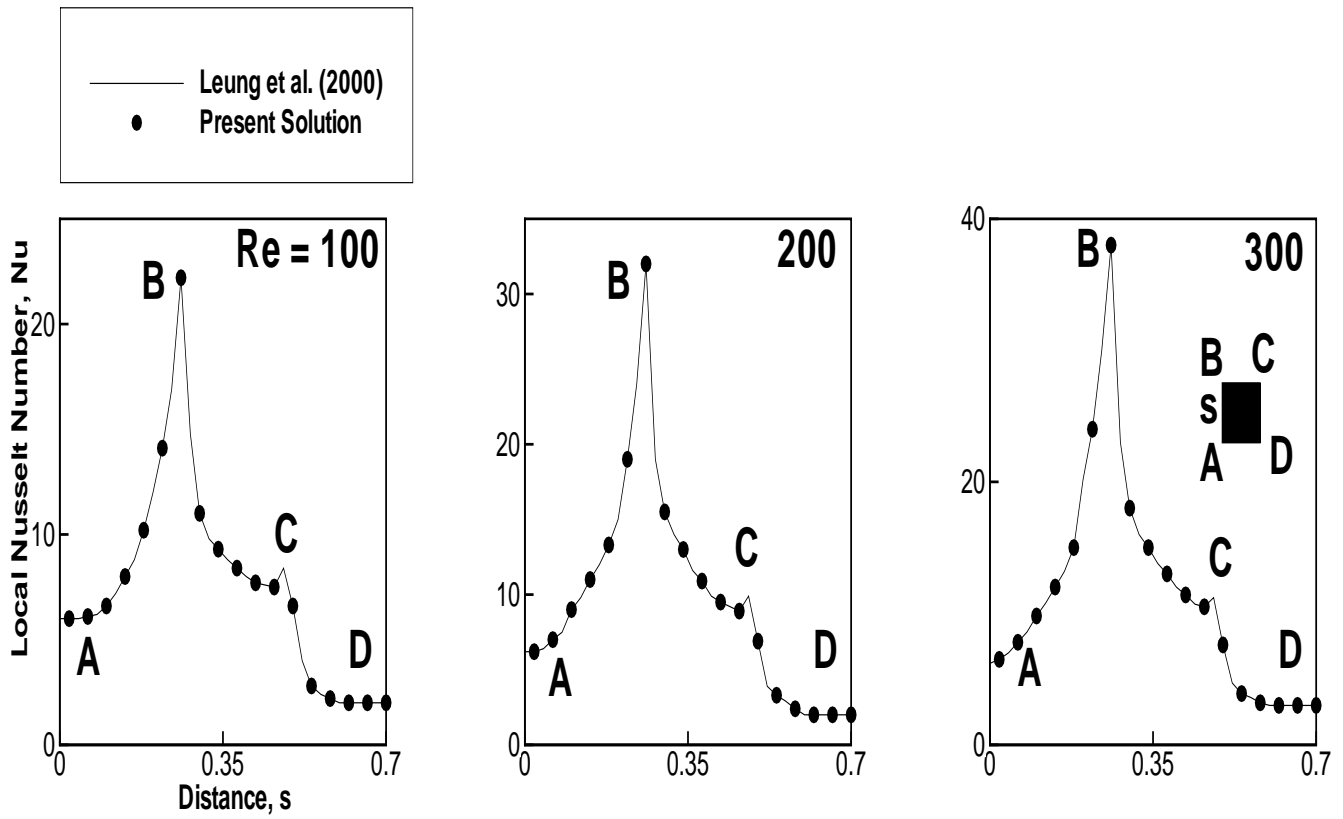 Leung et al. (2000)
Present Solution
Local Nusselt Number, Nu
Re = 100
20
10
0
0
0.35
0.7
Distance, s
A
B
C
D
200
30
20
10
0
0
0.35
0.7
A
B
C
D
300
40
20
0
0
0.35
0.7
A
B
C
D
B C
s
A D